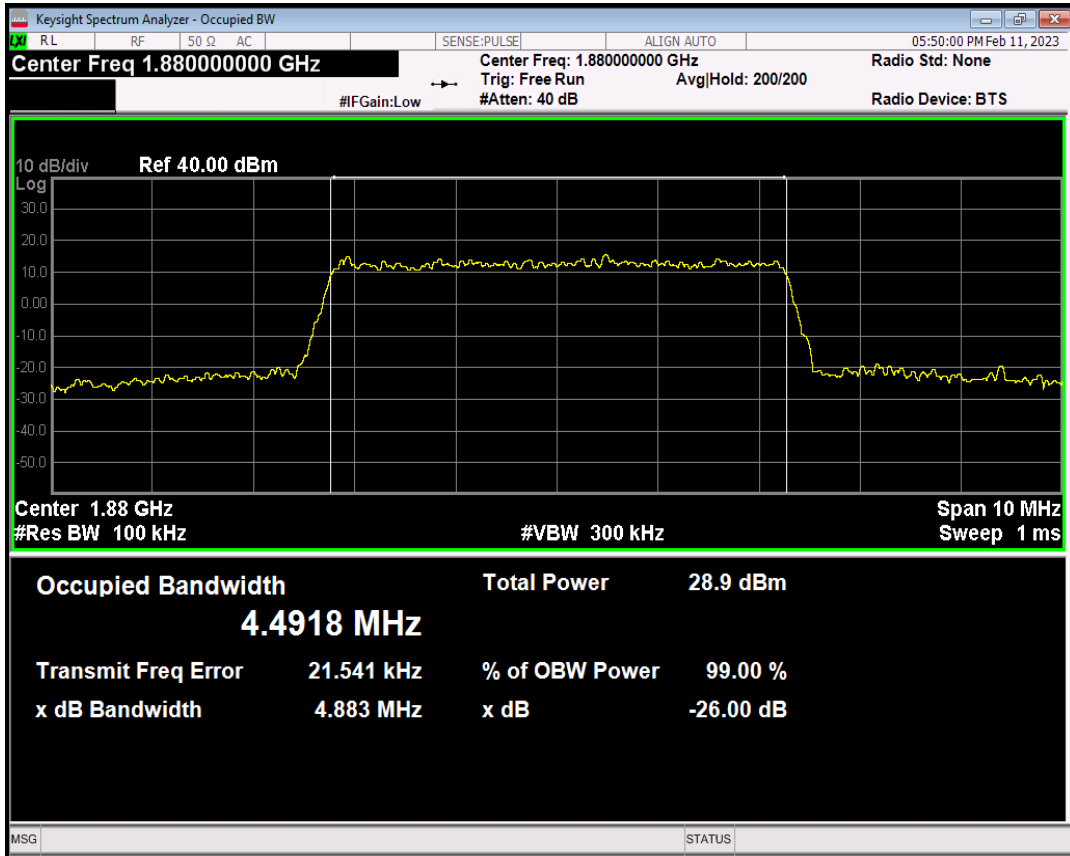 Keysight Spectrum Analyzer - Occupied BW
LXI RL RF 50 Ω AC SENSE:PULSE ALIGN AUTO 05:50:00 PM Feb 11, 2023
Center Freq 1.880000000 GHz Center Freq: 1.880000000 GHz Radio Std: None
Trig: Free Run Avg|Hold: 200/200
#IFGain:Low #Atten: 40 dB Radio Device: BTS
10 dB/div Ref 40.00 dBm
Log
30.0
20.0
10.0
0.00
-10.0
-20.0
-30.0
-40.0
-50.0
Center 1.88 GHz Span 10 MHz
#Res BW 100 kHz #VBW 300 kHz Sweep 1 ms
Occupied Bandwidth Total Power 28.9 dBm
4.4918 MHz
Transmit Freq Error 21.541 kHz % of OBW Power 99.00 %
x dB Bandwidth 4.883 MHz x dB -26.00 dB
MSG STATUS